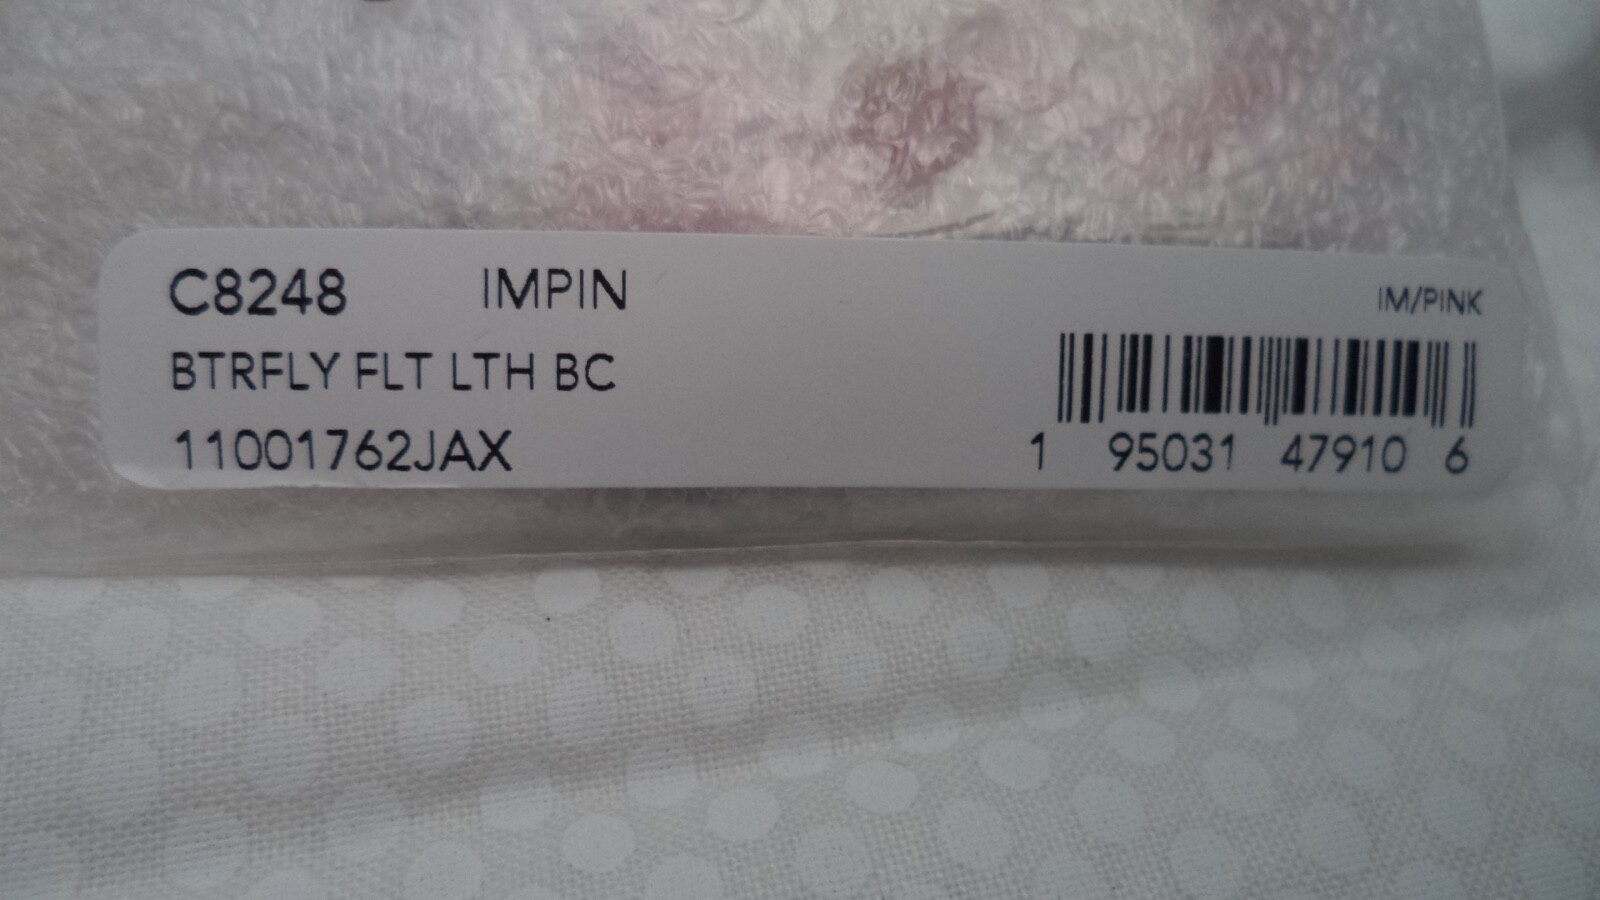 C8248 IMPIN
IM/PINK
BTRFLY FLT LTH BC
11001762JAX
1 95031 47910 6